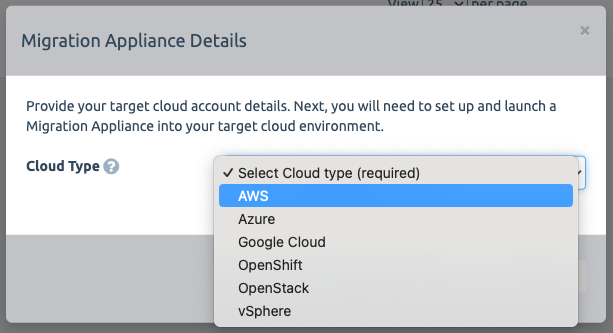 View 25 per page
Migration Appliance Details
×
Provide your target cloud account details. Next, you will need to set up and launch a
Migration Appliance into your target cloud environment.
Cloud Type ?
✓ Select Cloud type (required)
AWS
Azure
Google Cloud
OpenShift
OpenStack
vSphere